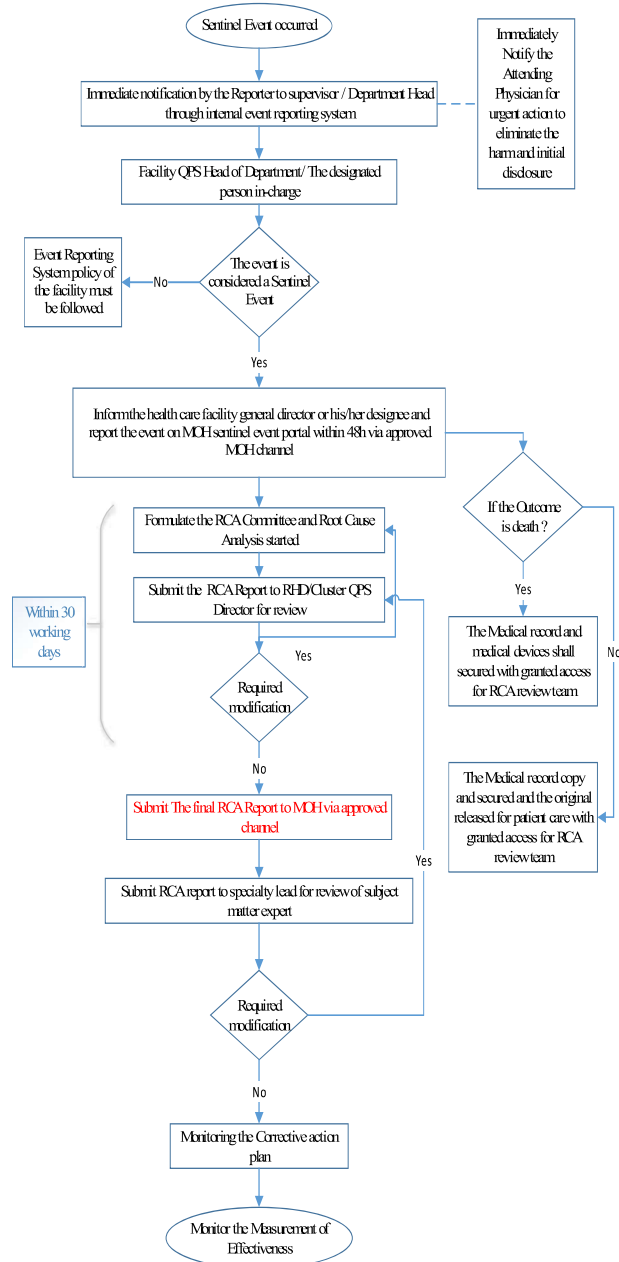 Sentinel Event occurred
Immediately
Notify the
Attending
Physician for
urgent action to
eliminate the
harm and initial
disclosure
Immediate notification by the Reporter to supervisor / Department Head
through internal event reporting system
Facility QPS Head of Department/ The designated
person in-charge
The event is
considered a Sentinel
Event
No
Event Reporting
System policy of
the facility must
be followed
Yes
Inform the health care facility general director or his/her designee and
report the event on MOH sentinel event portal within 48h via approved
MOH channel
If the Outcome
is death ?
Formulate the RCA Committee and Root Cause
Analysis started
Submit the RCA Report to RHD/Cluster QPS
Director for review
Within 30
working
days
Yes
Yes
The Medical record and
medical devices shall
secured with granted access
for RCA review team
No
Required
modification
No
The Medical record copy
and secured and the original
released for patient care with
granted access for RCA
review team
Submit The final RCA Report to MOH via approved
channel
Yes
Submit RCA report to specialty lead for review of subject
matter expert
Required
modification
No
Monitoring the Corrective action
plan
Monitor the Measurement of
Effectiveness